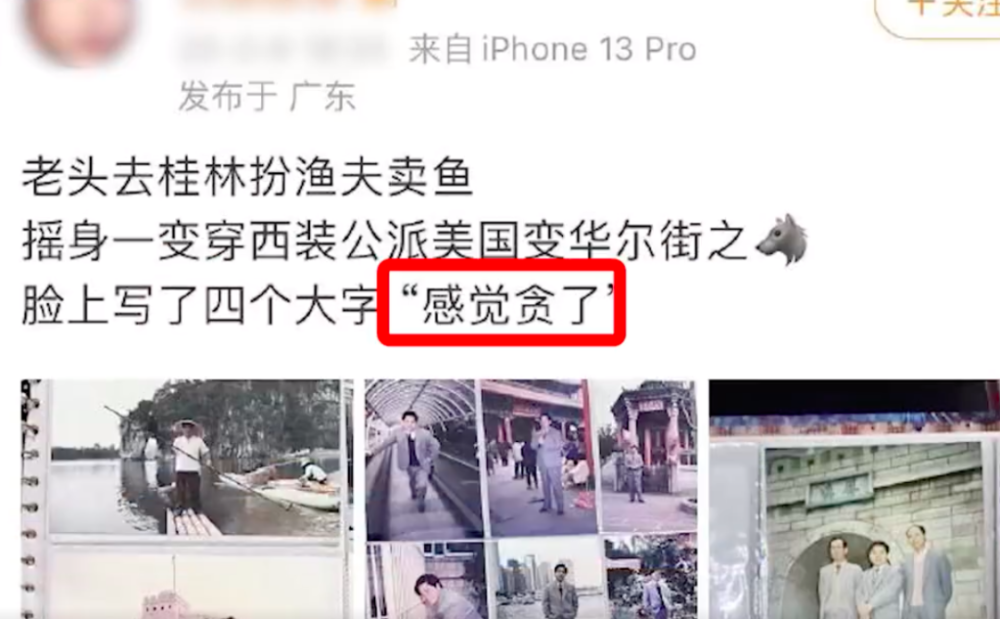 +关注
来自 iPhone 13 Pro
发布于 广东
老头去桂林扮渔夫卖鱼
摇身一变穿西装公派美国变华尔街之🐺
脸上写了四个大字“感觉贪了”